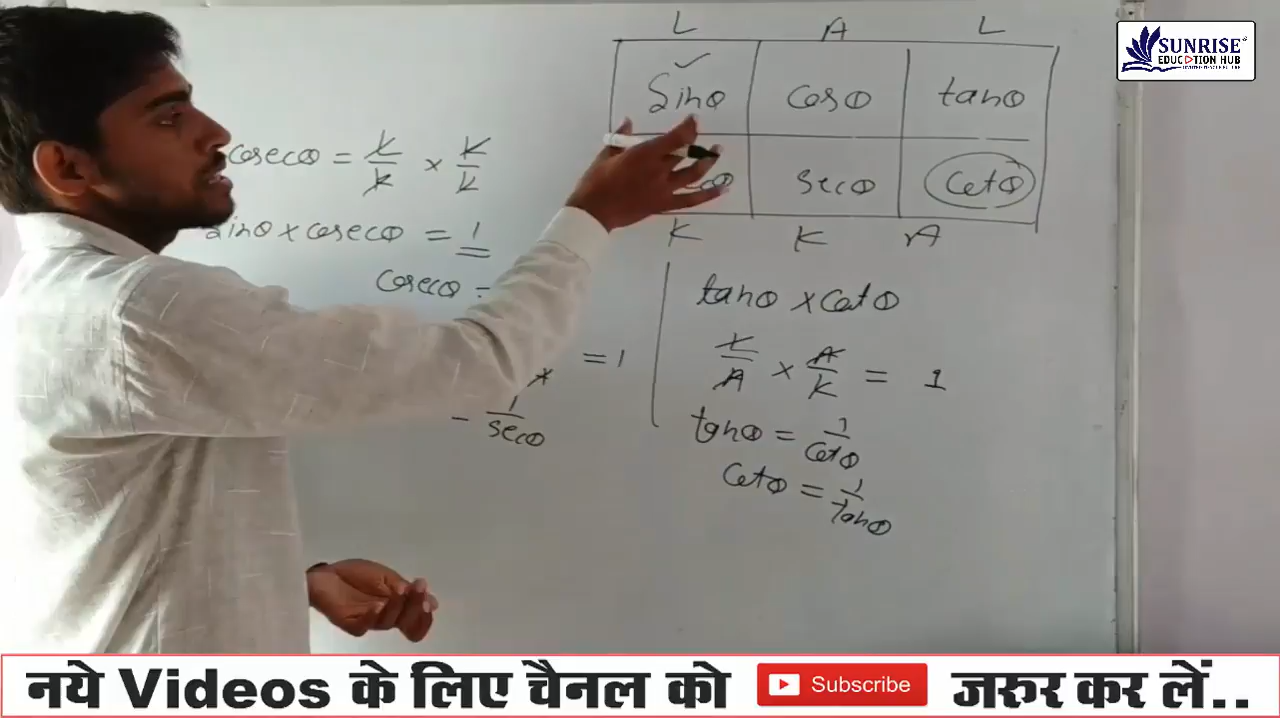 L A L
Sinθ cosθ tanθ
secθ cotθ
K K A
SUNRISE
EDUCATION HUB
cosecθ = L/K × K/L
Sinθ × cosecθ = 1
cosecθ =
= 1
1/secθ
tanθ × cotθ
L/A × A/K = 1
tanθ = 1/cotθ
cotθ = 1/tanθ
नये Videos के लिए चैनल को Subscribe जरूर कर लें..